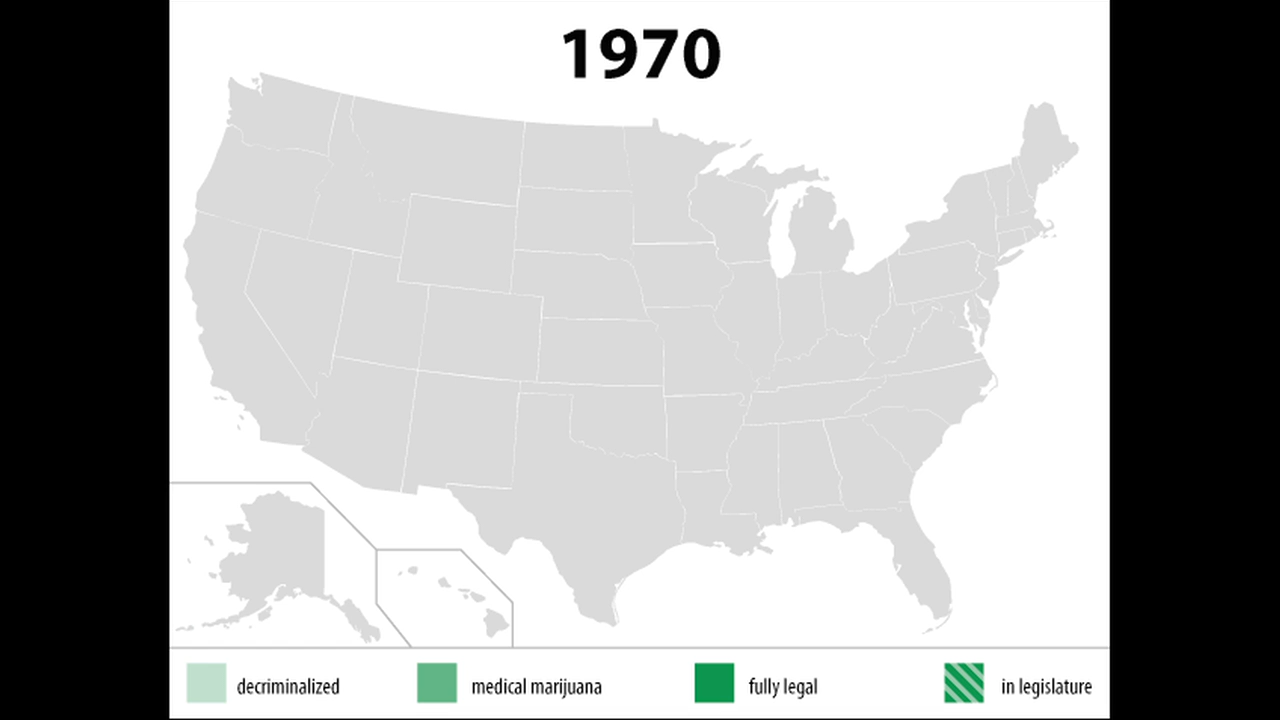 1970
decriminalized
medical marijuana
fully legal
in legislature